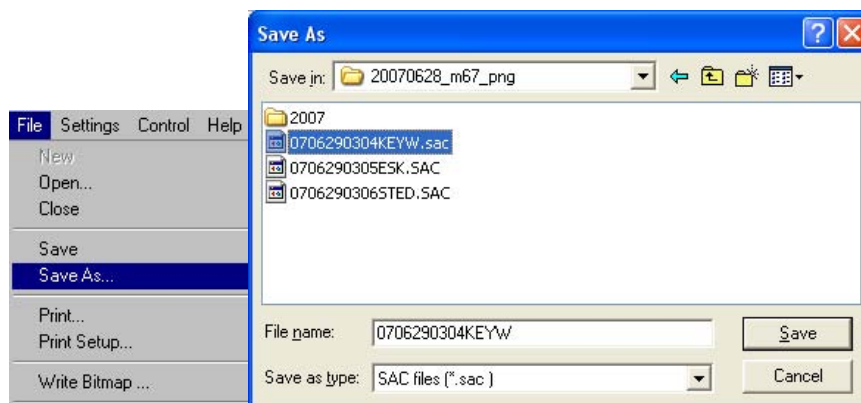 File Settings Control Help
New
Open...
Close
Save
Save As...
Print...
Print Setup...
Write Bitmap ...
Save As
Save in: 20070628_m67_png
2007
0706290304KEYW.sac
0706290305ESK.SAC
0706290306STED.SAC
File name: 0706290304KEYW Save
Save as type: SAC files (*.sac ) Cancel